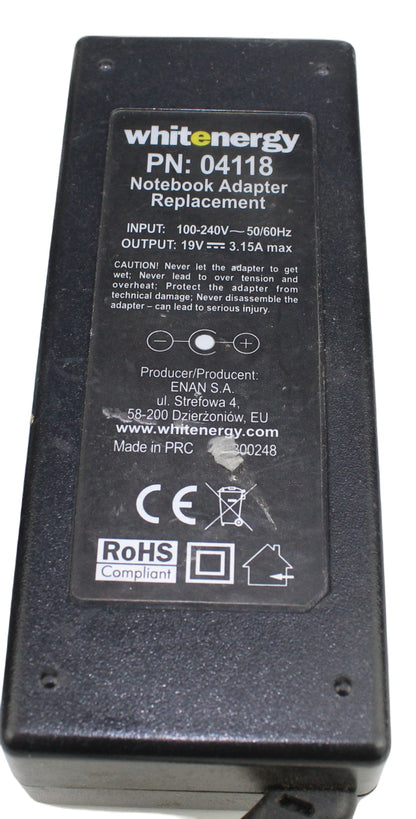 whitenergy
PN: 04118
Notebook Adapter
Replacement
INPUT: 100-240V~50/60Hz
OUTPUT: 19V⎓3.15A max
CAUTION! Never let the adapter to get
wet; Never lead to over tension and
overheat; Protect the adapter from
technical damage; Never disassemble the
adapter – can lead to serious injury.
- +
Producer/Producent:
ENAN S.A.
ul. Strefowa 4,
58-200 Dzierżoniów, EU
www.whitenergy.com
Made in PRC 300248
CE
RoHS
Compliant